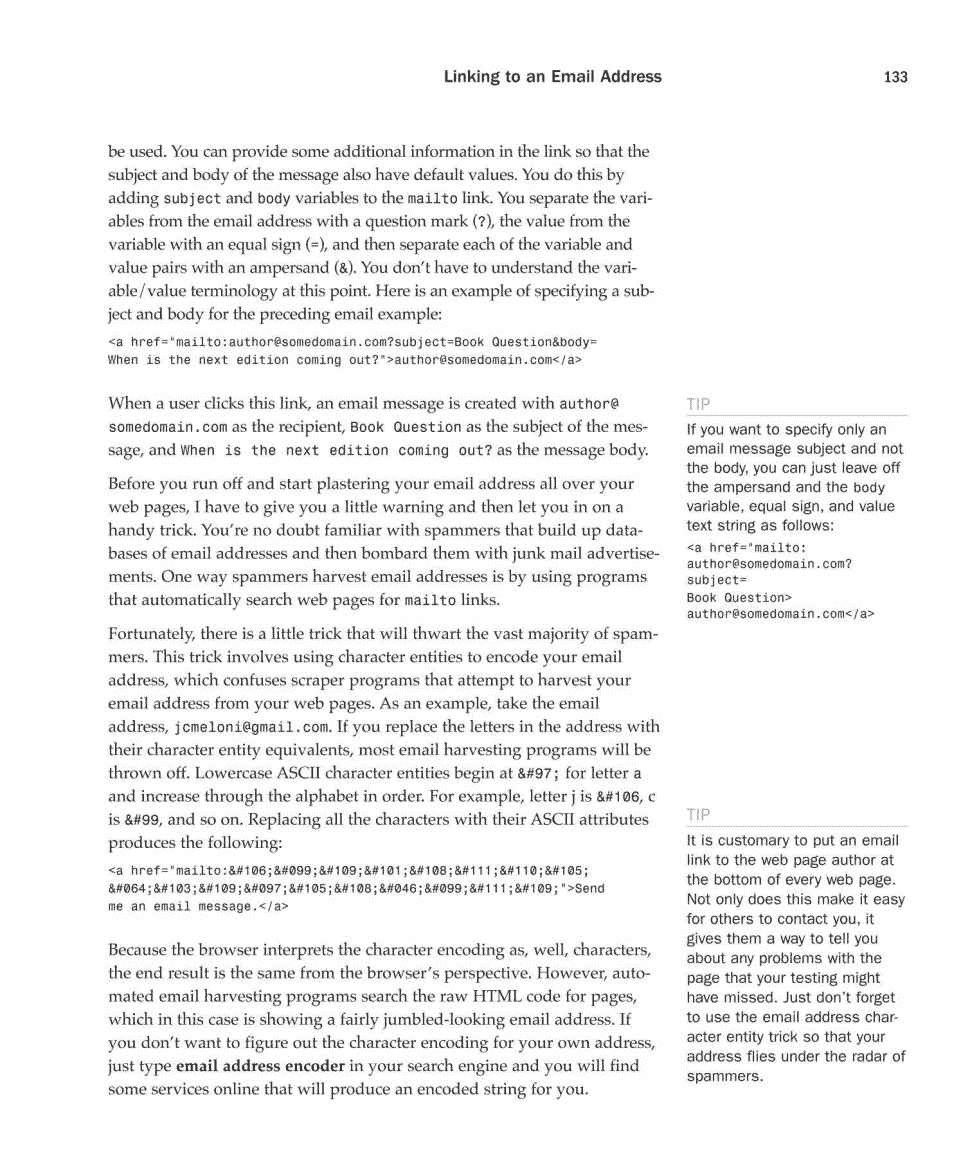 Linking to an Email Address 133
be used. You can provide some additional information in the link so that the
subject and body of the message also have default values. You do this by
adding subject and body variables to the mailto link. You separate the vari-
ables from the email address with a question mark (?), the value from the
variable with an equal sign (=), and then separate each of the variable and
value pairs with an ampersand (&). You don't have to understand the vari-
able/value terminology at this point. Here is an example of specifying a sub-
ject and body for the preceding email example:
<a href="mailto:author@somedomain.com?subject=Book Question&body=
When is the next edition coming out?">author@somedomain.com</a>
When a user clicks this link, an email message is created with author@
somedomain.com as the recipient, Book Question as the subject of the mes-
sage, and When is the next edition coming out? as the message body.
Before you run off and start plastering your email address all over your
web pages, I have to give you a little warning and then let you in on a
handy trick. You're no doubt familiar with spammers that build up data-
bases of email addresses and then bombard them with junk mail advertise-
ments. One way spammers harvest email addresses is by using programs
that automatically search web pages for mailto links.
Fortunately, there is a little trick that will thwart the vast majority of spam-
mers. This trick involves using character entities to encode your email
address, which confuses scraper programs that attempt to harvest your
email address from your web pages. As an example, take the email
address, jcmeloni@gmail.com. If you replace the letters in the address with
their character entity equivalents, most email harvesting programs will be
thrown off. Lowercase ASCII character entities begin at &#97; for letter a
and increase through the alphabet in order. For example, letter j is &#106, c
is &#99, and so on. Replacing all the characters with their ASCII attributes
produces the following:
<a href="mailto:&#106;&#099;&#109;&#101;&#108;&#111;&#110;&#105;
&#064;&#103;&#109;&#097;&#105;&#108;&#046;&#099;&#111;&#109;">Send
me an email message.</a>
Because the browser interprets the character encoding as, well, characters,
the end result is the same from the browser's perspective. However, auto-
mated email harvesting programs search the raw HTML code for pages,
which in this case is showing a fairly jumbled-looking email address. If
you don't want to figure out the character encoding for your own address,
just type email address encoder in your search engine and you will find
some services online that will produce an encoded string for you.
TIP
If you want to specify only an
email message subject and not
the body, you can just leave off
the ampersand and the body
variable, equal sign, and value
text string as follows:
<a href="mailto:
author@somedomain.com?
subject=
Book Question>
author@somedomain.com</a>
TIP
It is customary to put an email
link to the web page author at
the bottom of every web page.
Not only does this make it easy
for others to contact you, it
gives them a way to tell you
about any problems with the
page that your testing might
have missed. Just don't forget
to use the email address char-
acter entity trick so that your
address flies under the radar of
spammers.